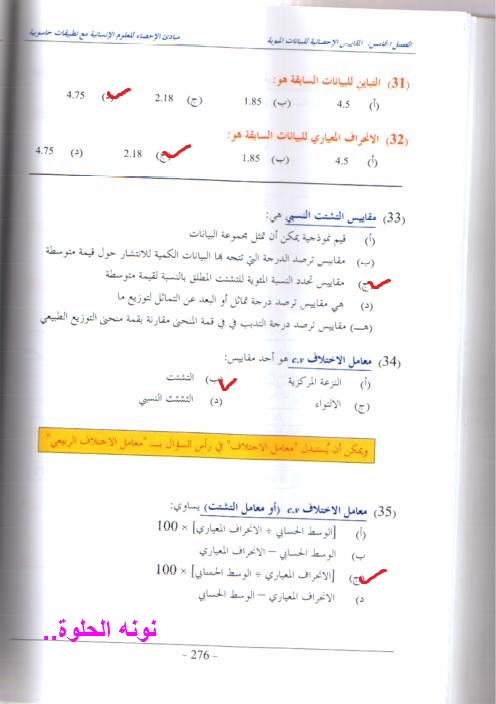 الفصل الخامس: المقاييس الإحصائية للبيانات المبوبة
مبادئ الإحصاء للعلوم الإنسانية مع تطبيقات حاسوبية
(31) التباين للبيانات السابقة هو:
(أ) 4.5 (ب) 1.85 (ج) 2.18 (د) 4.75
(32) الانحراف المعياري للبيانات السابقة هو:
(أ) 4.5 (ب) 1.85 (ج) 2.18 (د) 4.75
(33) مقاييس التشتت النسبي هي:
(أ) قيم نموذجية يمكن أن تمثل مجموعة البيانات
(ب) مقاييس ترصد الدرجة التي تتجه بها البيانات الكمية للانتشار حول قيمة متوسطة
(ج) مقاييس تحدد النسبة المئوية للتشتت المطلق بالنسبة لقيمة متوسطة
(د) هي مقاييس ترصد درجة تماثل أو البعد عن التماثل لتوزيع ما
(هـ) مقاييس ترصد درجة التدبب في في قمة المنحنى مقارنة بقمة منحنى التوزيع الطبيعي
(34) معامل الاختلاف c.v هو أحد مقاييس:
(أ) النزعة المركزية (ب) التشتت
(ج) الالتواء (د) التشتت النسبي
ويمكن أن يُستبدل "معامل الاختلاف" في رأس السؤال بـــ "معامل الاختلاف الربيعي"
(35) معامل الاختلاف c.v (أو معامل التشتت) يساوي:
(أ) [الوسط الحسابي ÷ الانحراف المعياري] × 100
(ب) الوسط الحسابي – الانحراف المعياري
(ج) [الانحراف المعياري ÷ الوسط الحسابي] × 100
(د) الانحراف المعياري – الوسط الحسابي
نونه الحلوة..
- 276 -